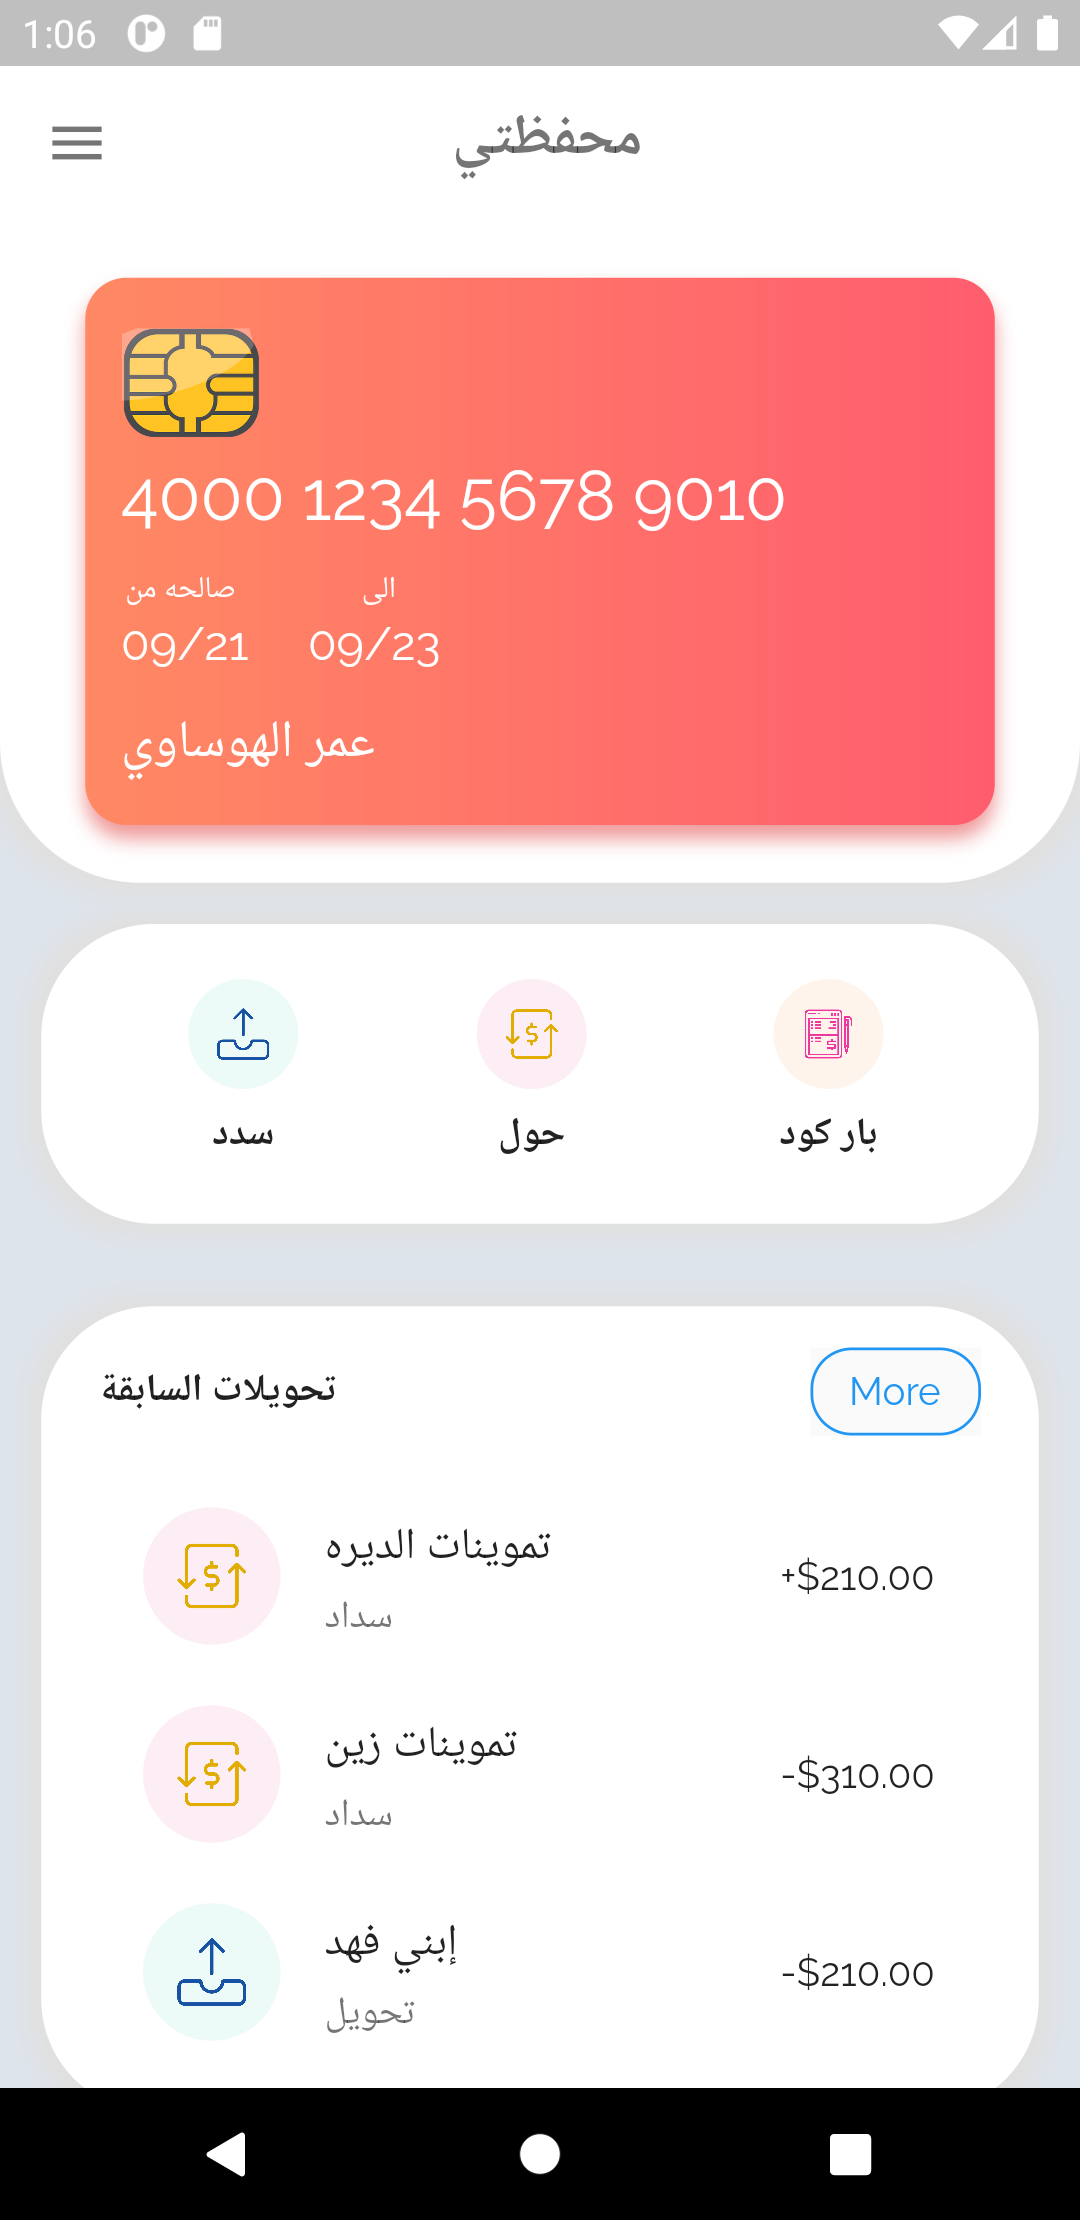 1:06
محفظتي
4000 1234 5678 9010
صالحه من
الى
09/21 09/23
عمر الهوساوي
سدد
حول
بار كود
تحويلات السابقة
More
تموينات الديره
سداد
+$210.00
تموينات زين
سداد
-$310.00
إبني فهد
تحويل
-$210.00